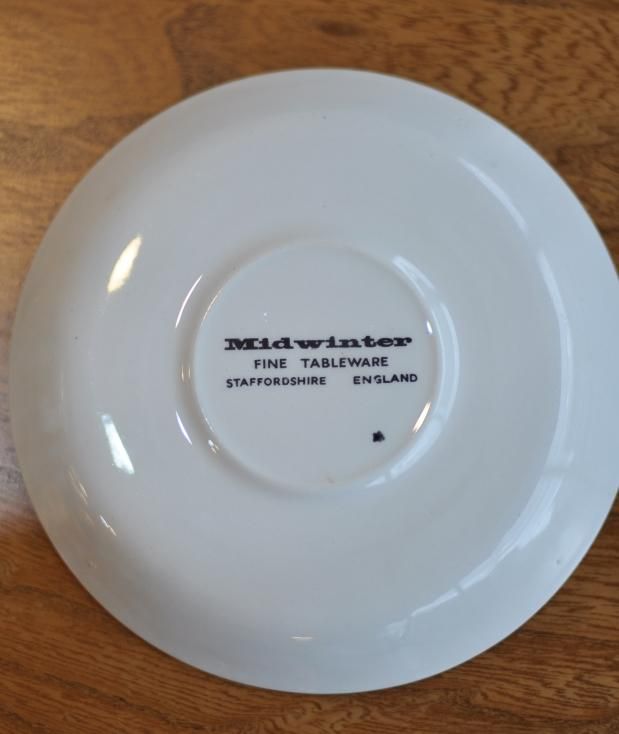 Midwinter
FINE TABLEWARE
STAFFORDSHIRE ENGLAND